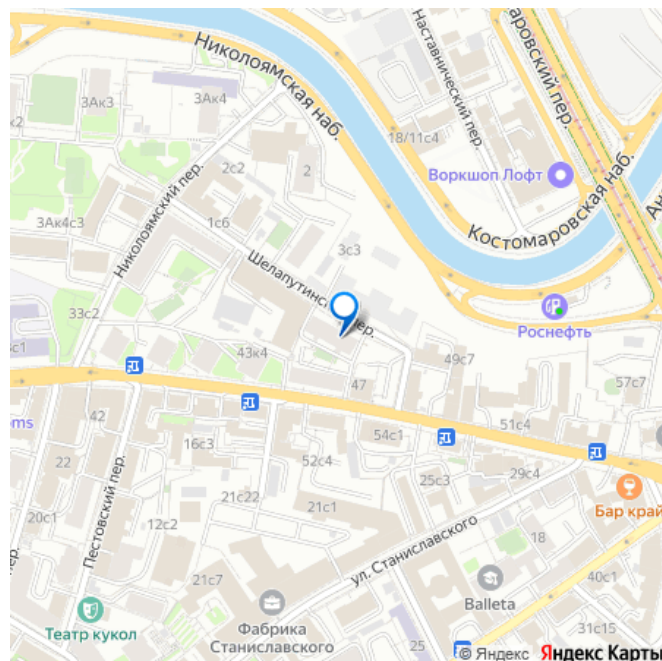 Николоямская наб.
3Ак3
3Ак4
Наставнический пер.
18/11с4
2с2
2
Воркшоп Лофт
Костомаровская наб.
Николоямский пер.
3Ак4с3
1с6
3с3
Шелапутинс
пер.
33с2
Роснефть
43к4
49с7
47
57с7
42
16с3
54с1
51с4
22
52с4
25с3
29с4
Бар край
20с1
Пестовский пер.
12с2
21с22
21с1
ул. Станиславского
18
40с1
21с7
Balleta
Театр кукол
Фабрика
Станиславского
25
31с15
© Яндекс Яндекс Карты